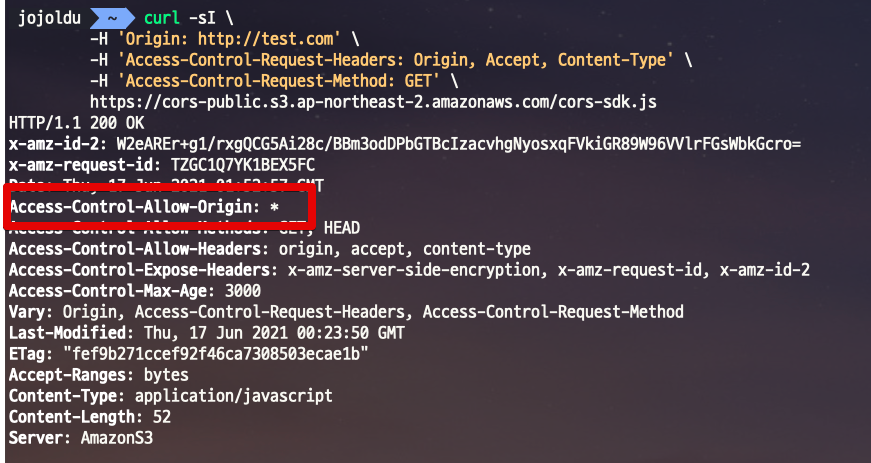 jojoldu ~ curl -sI \
-H 'Origin: http://test.com' \
-H 'Access-Control-Request-Headers: Origin, Accept, Content-Type' \
-H 'Access-Control-Request-Method: GET' \
https://cors-public.s3.ap-northeast-2.amazonaws.com/cors-sdk.js
HTTP/1.1 200 OK
x-amz-id-2: W2eAREr+g1/rxgQCG5Ai28c/BBm3odDPbGTBcIzacvhgNyosxqFVkiGR89W96VVlrFGsWbkGcro=
x-amz-request-id: TZGC1Q7YK1BEX5FC
Date: Thu, 17 Jun 2021 01:52:57 GMT
Access-Control-Allow-Origin: *
Access-Control-Allow-Methods: GET, HEAD
Access-Control-Allow-Headers: origin, accept, content-type
Access-Control-Expose-Headers: x-amz-server-side-encryption, x-amz-request-id, x-amz-id-2
Access-Control-Max-Age: 3000
Vary: Origin, Access-Control-Request-Headers, Access-Control-Request-Method
Last-Modified: Thu, 17 Jun 2021 00:23:50 GMT
ETag: "fef9b271ccef92f46ca7308503ecae1b"
Accept-Ranges: bytes
Content-Type: application/javascript
Content-Length: 52
Server: AmazonS3